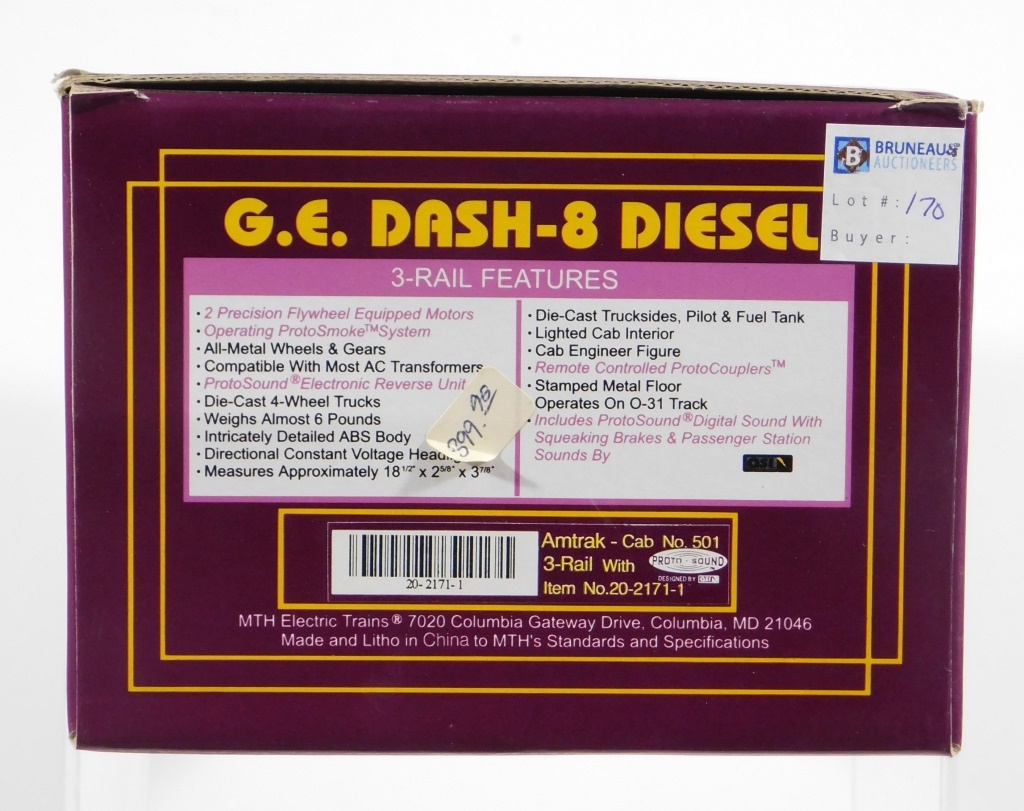 BRUNEAU & CO.
AUCTIONEERS
Lot #: 170
Buyer:
G.E. DASH-8 DIESEL
3-RAIL FEATURES
· 2 Precision Flywheel Equipped Motors
· Operating ProtoSmoke™ System
· All-Metal Wheels & Gears
· Compatible With Most AC Transformers
· ProtoSound® Electronic Reverse Unit
· Die-Cast 4-Wheel Trucks
· Weighs Almost 6 Pounds
· Intricately Detailed ABS Body
· Directional Constant Voltage
· Measures Approximately 18 1/2" x 2 5/8" x 3 7/8"
399.95
· Die-Cast Trucksides, Pilot & Fuel Tank
· Lighted Cab Interior
· Cab Engineer Figure
· Remote Controlled ProtoCouplers™
· Stamped Metal Floor
Operates On O-31 Track
· Includes ProtoSound® Digital Sound With
Squeaking Brakes & Passenger Station
Sounds By QSI
20-2171-1
Amtrak - Cab No. 501
3-Rail With PROTO-SOUND
DESIGNED BY QSI
Item No.20-2171-1
MTH Electric Trains® 7020 Columbia Gateway Drive, Columbia, MD 21046
Made and Litho in China to MTH's Standards and Specifications